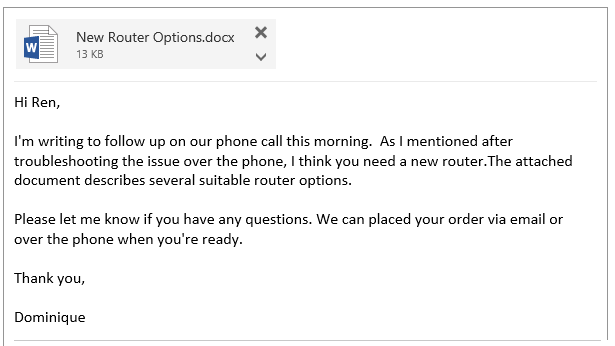 New Router Options.docx
13 KB
Hi Ren,
I'm writing to follow up on our phone call this morning.  As I mentioned after
troubleshooting the issue over the phone, I think you need a new router.The attached
document describes several suitable router options.
Please let me know if you have any questions. We can placed your order via email or
over the phone when you're ready.
Thank you,
Dominique